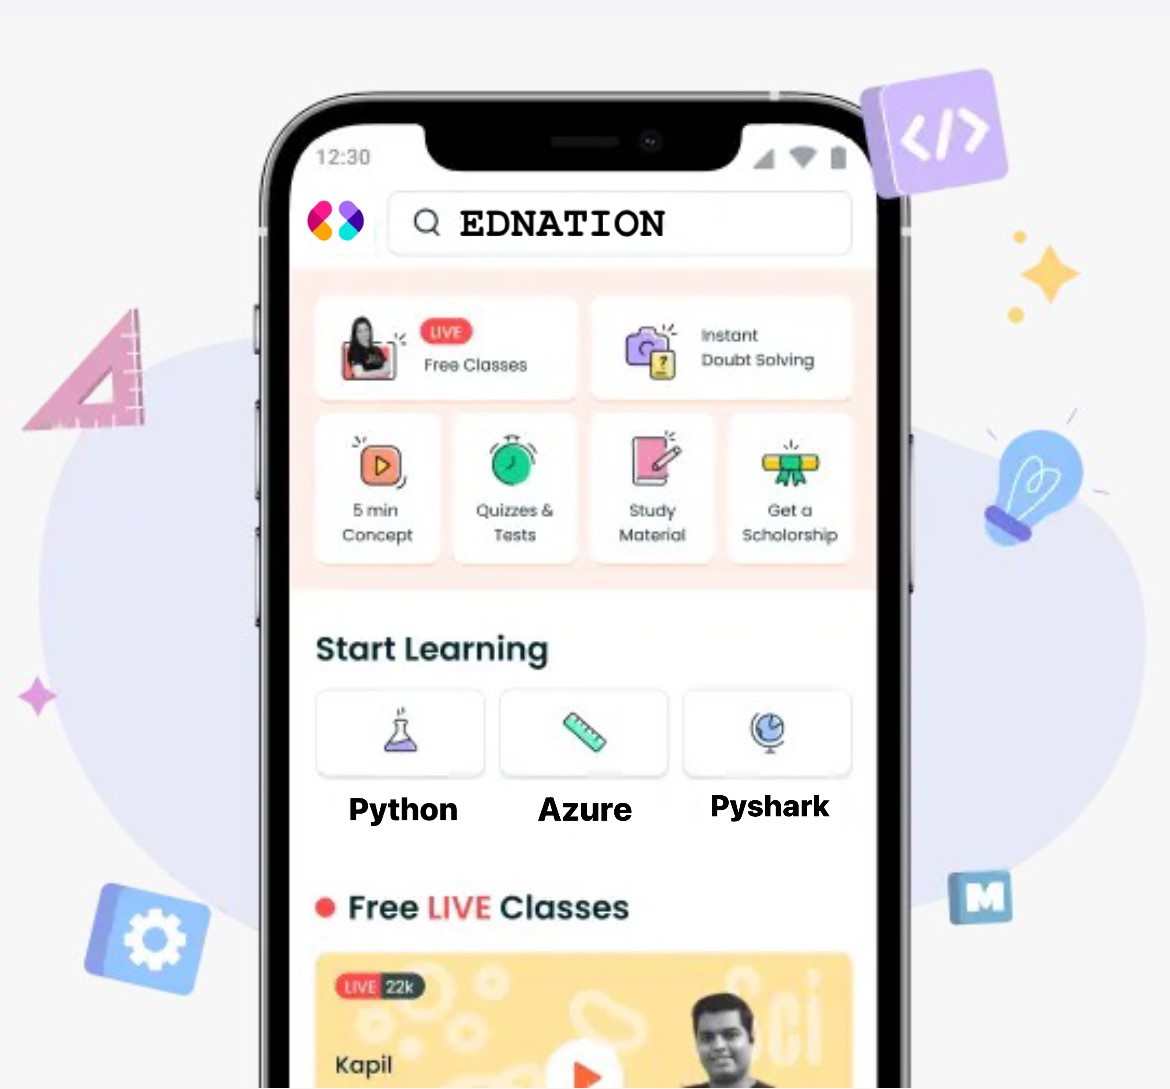 </>
12:30
EDNATION
LIVE
Free Classes
Instant
Doubt Solving
?
5 min
Concept
Quizzes &
Tests
Study
Material
Get a
Scholorship
Start Learning
Python
Azure
Pyshark
Free LIVE Classes
M
LIVE 22k
Sci
Kapil